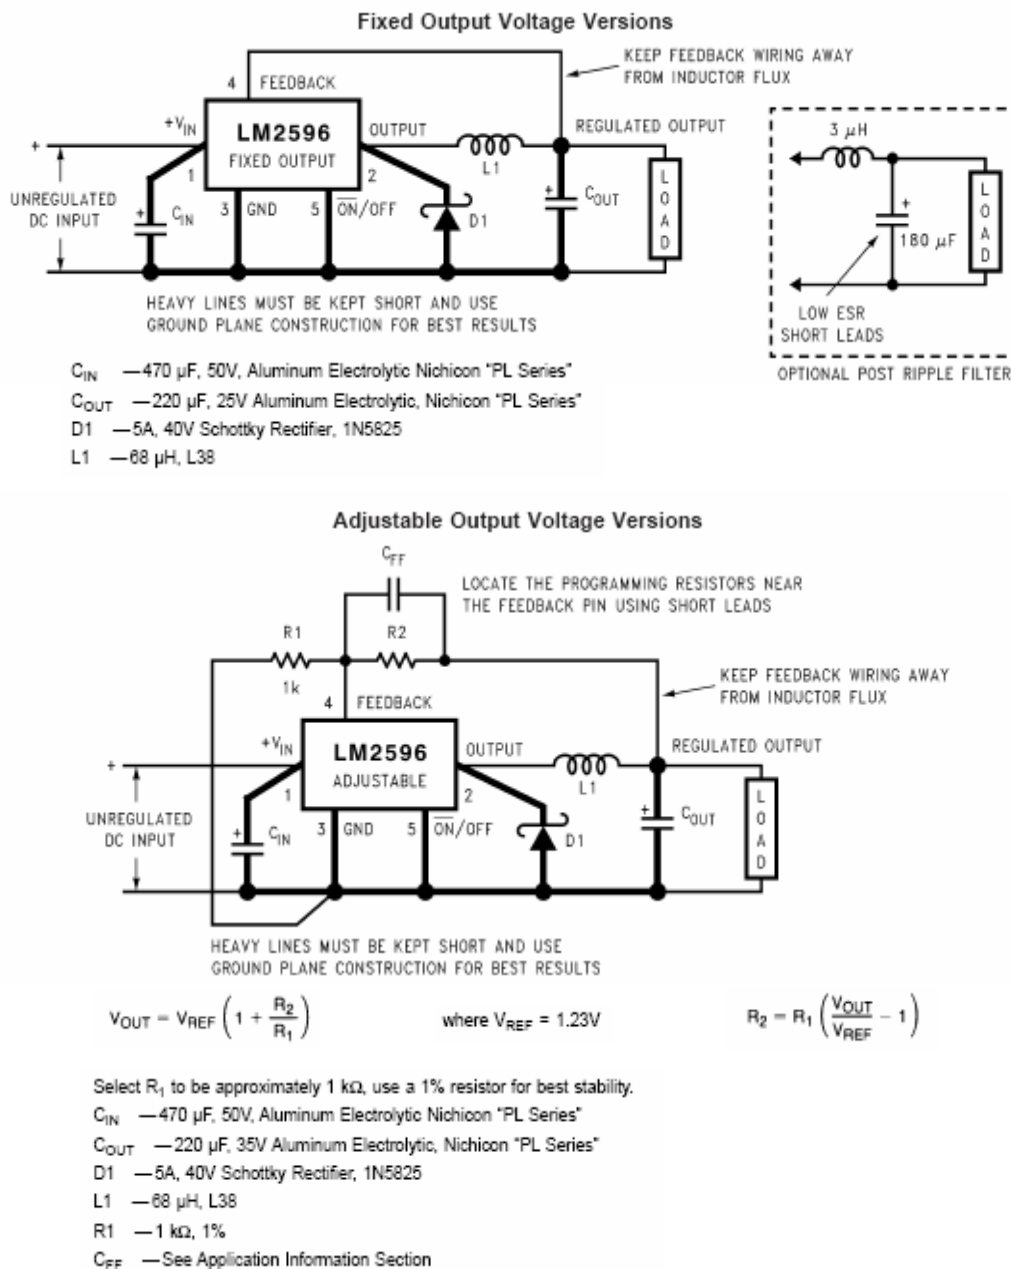 Fixed Output Voltage Versions
KEEP FEEDBACK WIRING AWAY
FROM INDUCTOR FLUX
4 FEEDBACK
+VIN
LM2596
FIXED OUTPUT
OUTPUT
REGULATED OUTPUT
+
1
2
L1
UNREGULATED
DC INPUT
+
CIN
3 GND
5 ON/OFF
D1
+
COUT
LOAD
HEAVY LINES MUST BE KEPT SHORT AND USE
GROUND PLANE CONSTRUCTION FOR BEST RESULTS
3 μH
+
180 μF
LOAD
LOW ESR
SHORT LEADS
OPTIONAL POST RIPPLE FILTER
CIN —470 μF, 50V, Aluminum Electrolytic Nichicon "PL Series"
COUT —220 μF, 25V Aluminum Electrolytic, Nichicon "PL Series"
D1 —5A, 40V Schottky Rectifier, 1N5825
L1 —68 μH, L38
Adjustable Output Voltage Versions
CFF
LOCATE THE PROGRAMMING RESISTORS NEAR
THE FEEDBACK PIN USING SHORT LEADS
R1
R2
1k
KEEP FEEDBACK WIRING AWAY
FROM INDUCTOR FLUX
4 FEEDBACK
+VIN
LM2596
ADJUSTABLE
OUTPUT
REGULATED OUTPUT
+
1
2
L1
UNREGULATED
DC INPUT
+
CIN
3 GND
5 ON/OFF
D1
+
COUT
LOAD
HEAVY LINES MUST BE KEPT SHORT AND USE
GROUND PLANE CONSTRUCTION FOR BEST RESULTS
VOUT = VREF (1 + R2/R1) where VREF = 1.23V R2 = R1 (VOUT/VREF − 1)
Select R1 to be approximately 1 kΩ, use a 1% resistor for best stability.
CIN —470 μF, 50V, Aluminum Electrolytic Nichicon "PL Series"
COUT —220 μF, 35V Aluminum Electrolytic, Nichicon "PL Series"
D1 —5A, 40V Schottky Rectifier, 1N5825
L1 —68 μH, L38
R1 —1 kΩ, 1%
CFF —See Application Information Section